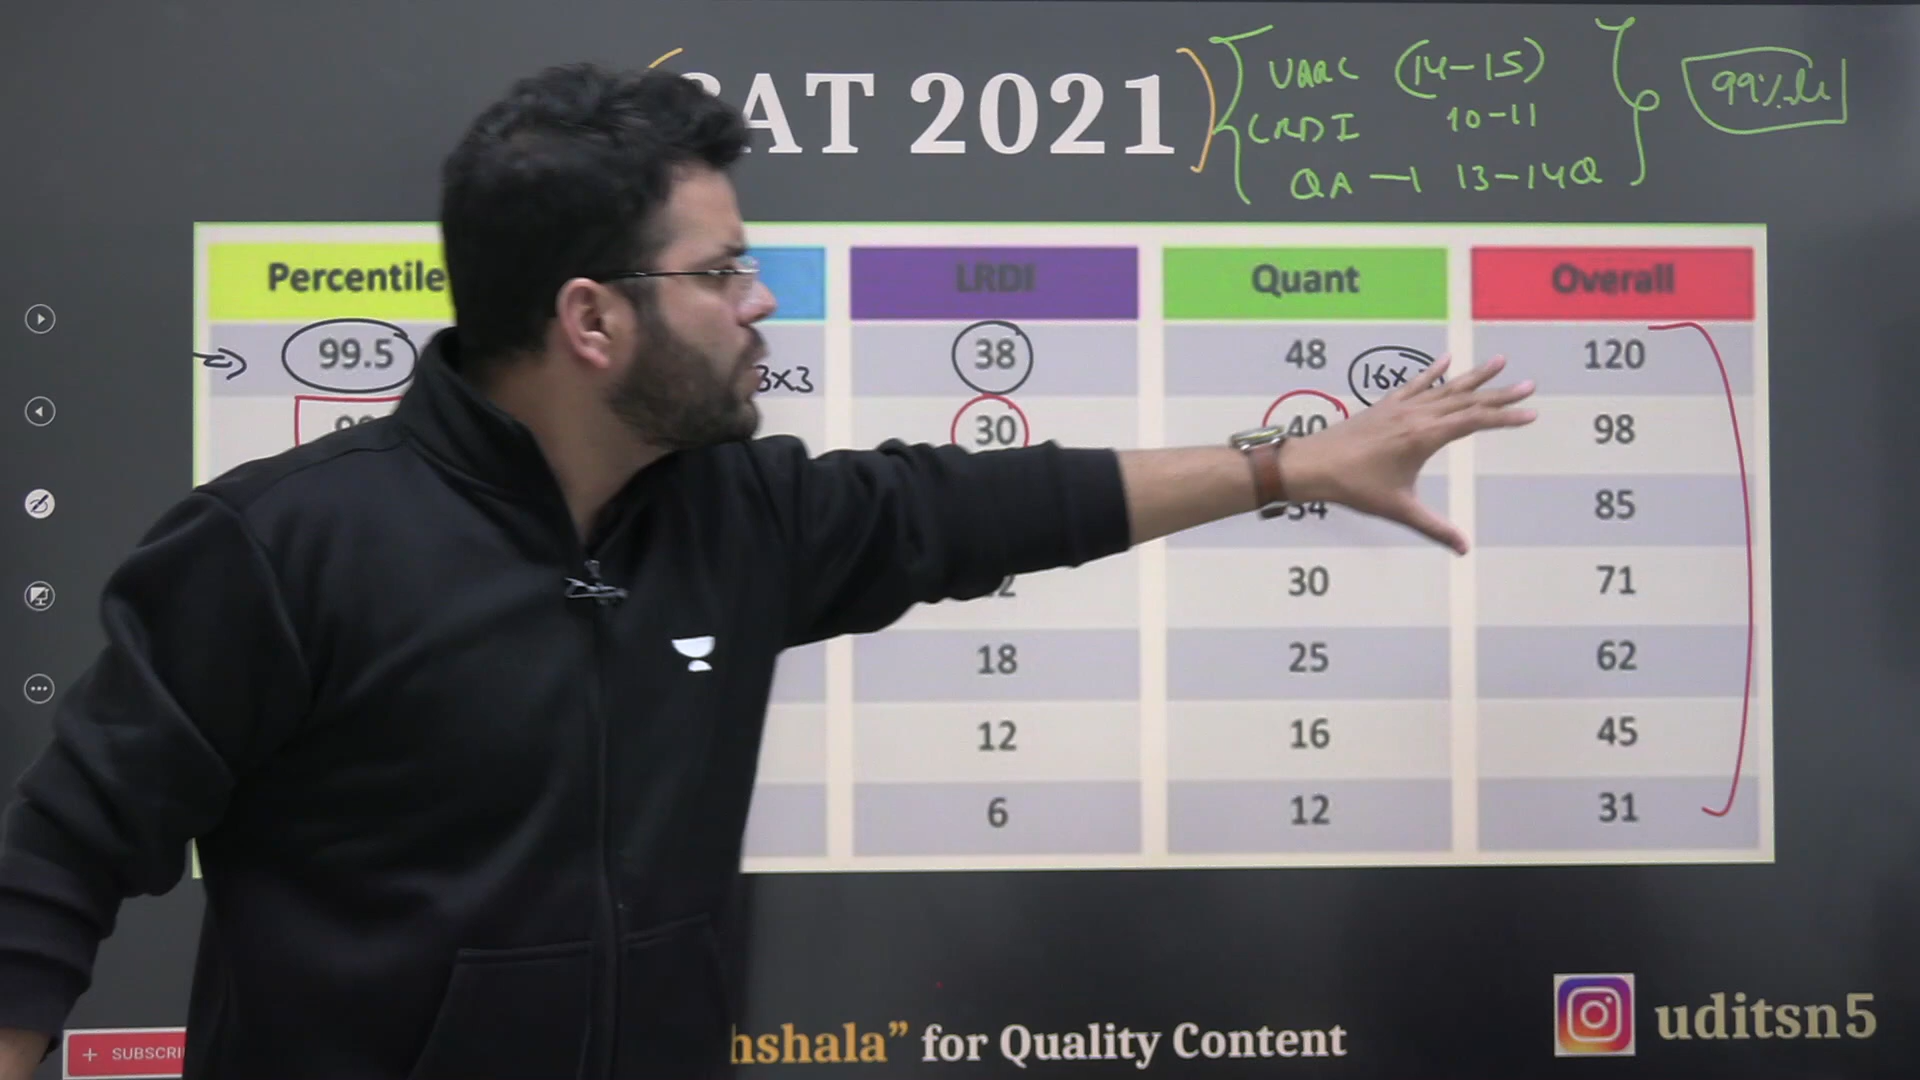 CAT 2021
VARC (14-15)
LRDI 10-11
QA → 13-14Q
99%ile
Percentile LRDI Quant Overall
99.5 38 48 120
3x3 16x
30 40 98
34 85
30 71
18 25 62
12 16 45
6 12 31
+ SUBSCRI
hshala” for Quality Content
uditsn5